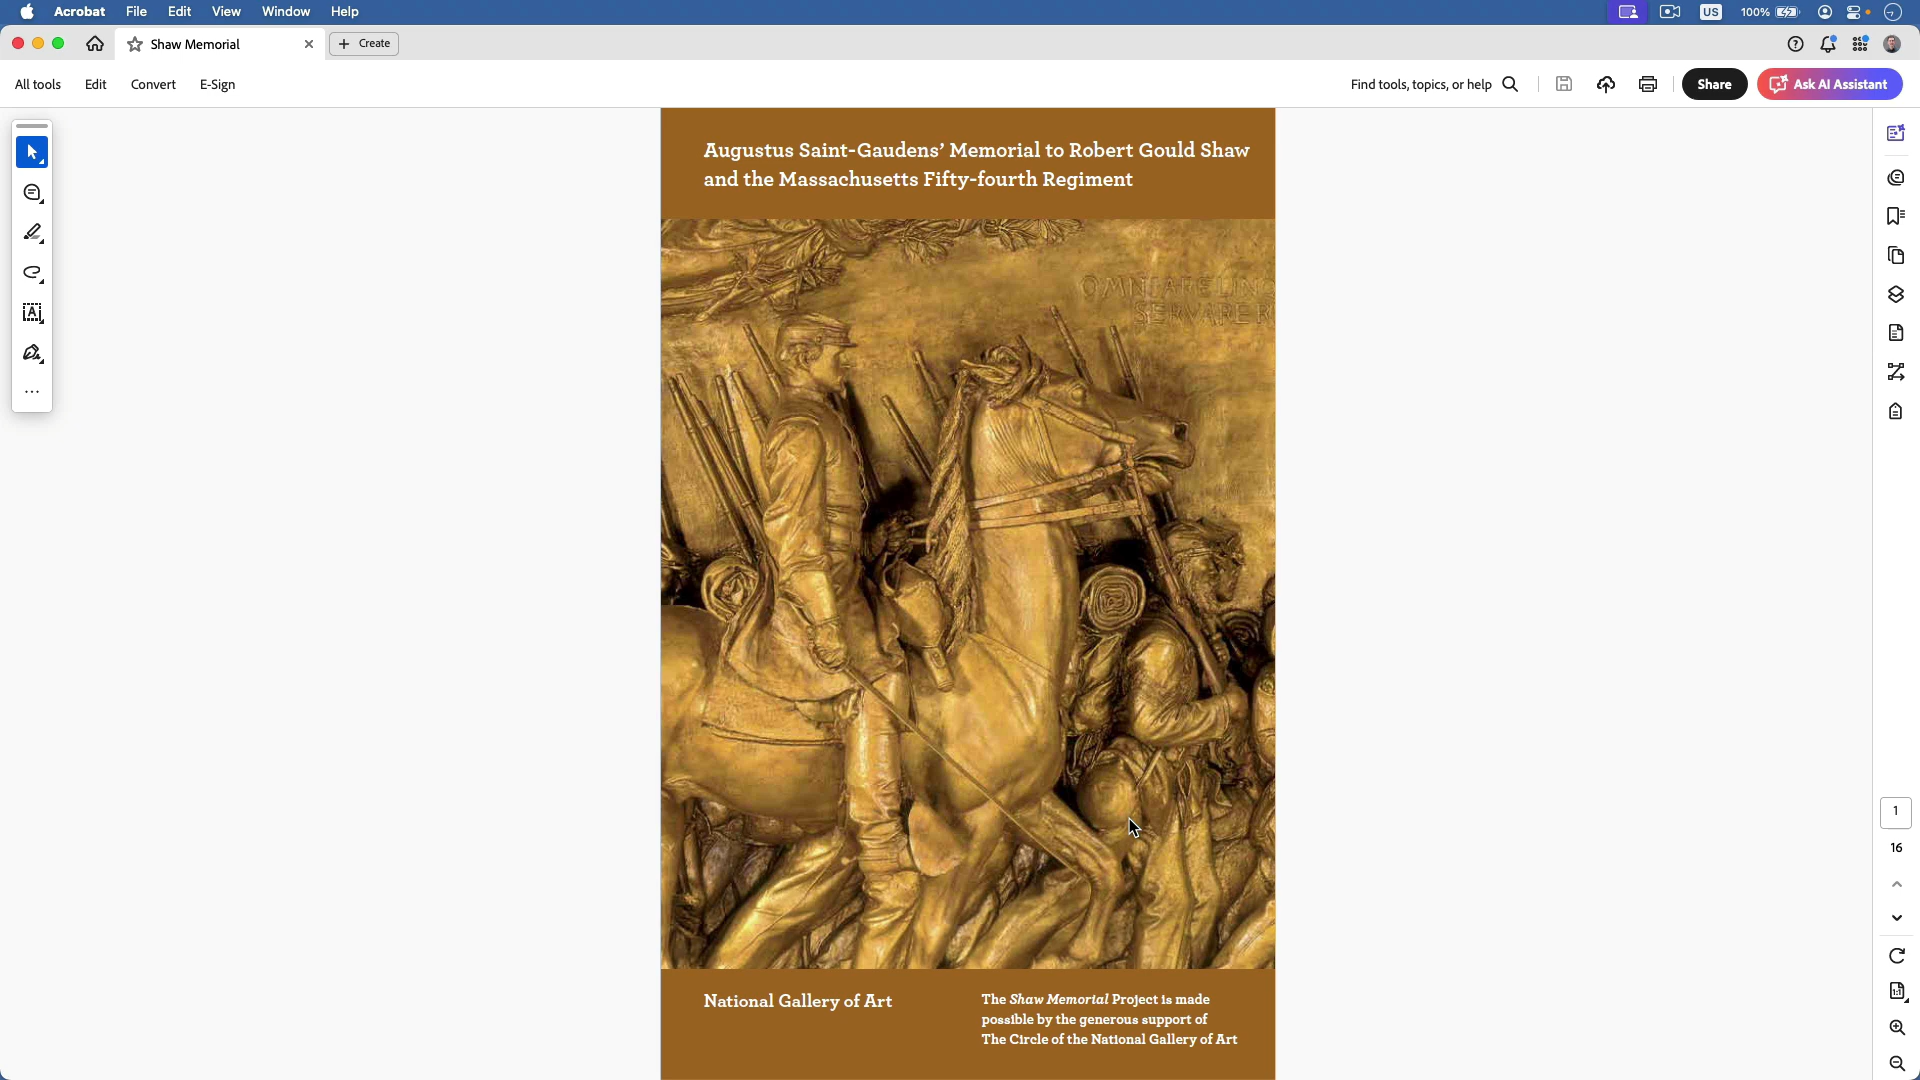 Acrobat File Edit View Window Help US 100%
Shaw Memorial Create
All tools Edit Convert E-Sign Find tools, topics, or help Share Ask AI Assistant
Augustus Saint-Gaudens’ Memorial to Robert Gould Shaw
and the Massachusetts Fifty-fourth Regiment
SERVARE R
1
16
National Gallery of Art
The Shaw Memorial Project is made
possible by the generous support of
The Circle of the National Gallery of Art